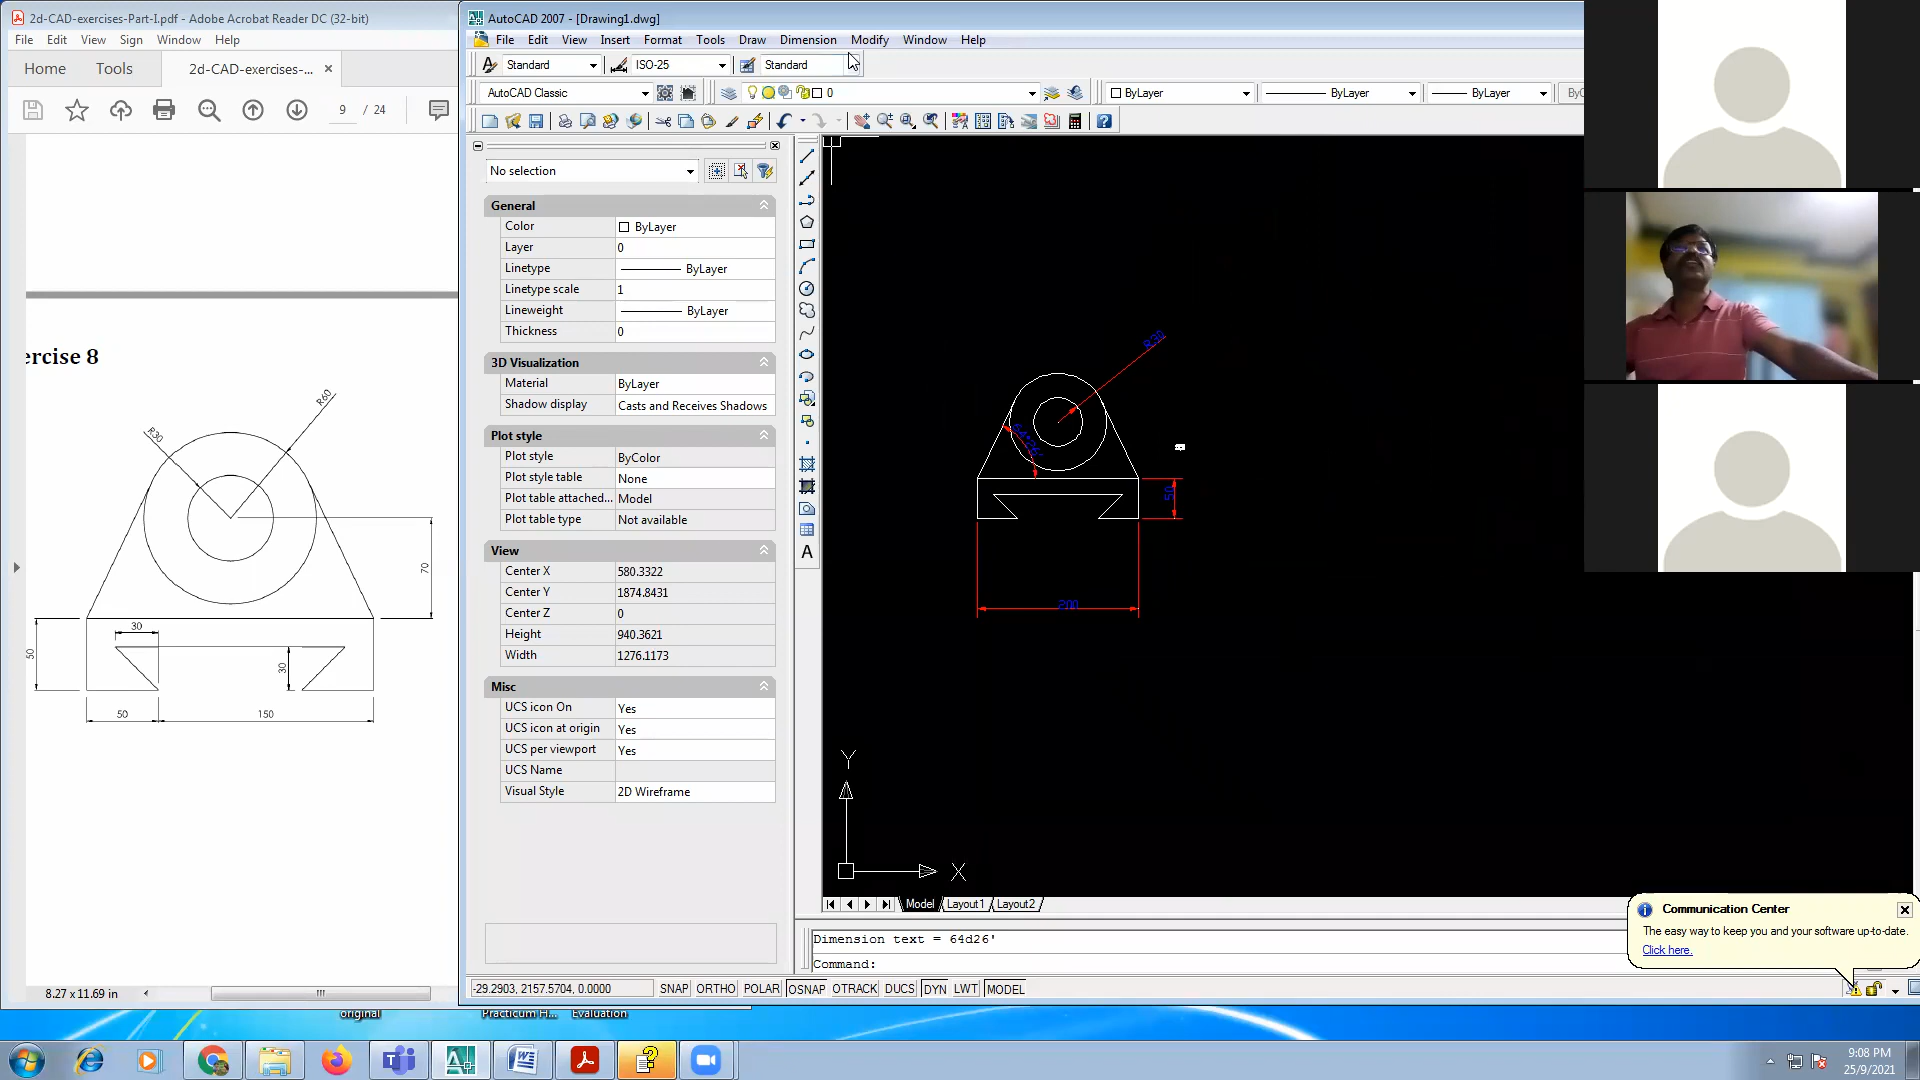 2d-CAD-exercises-Part-I.pdf - Adobe Acrobat Reader DC (32-bit)
File Edit View Sign Window Help
Home Tools 2d-CAD-exercises-... ×
9 / 24
ercise 8
R60
R30
70
30
50
30
50 150
8.27 x 11.69 in
AutoCAD 2007 - [Drawing1.dwg]
File Edit View Insert Format Tools Draw Dimension Modify Window Help
Standard ISO-25 Standard
AutoCAD Classic 0 ByLayer ByLayer ByLayer
No selection
General
Color ByLayer
Layer 0
Linetype ByLayer
Linetype scale 1
Lineweight ByLayer
Thickness 0
3D Visualization
Material ByLayer
Shadow display Casts and Receives Shadows
Plot style
Plot style ByColor
Plot style table None
Plot table attached... Model
Plot table type Not available
View
Center X 580.3322
Center Y 1874.8431
Center Z 0
Height 940.3621
Width 1276.1173
Misc
UCS icon On Yes
UCS icon at origin Yes
UCS per viewport Yes
UCS Name
Visual Style 2D Wireframe
A
50
200
Y
X
Model Layout1 Layout2
Dimension text = 64d26'
Command:
-29.2903, 2157.5704, 0.0000 SNAP ORTHO POLAR OSNAP OTRACK DUCS DYN LWT MODEL
Communication Center
The easy way to keep you and your software up-to-date.
Click here.
original Practicum H... Evaluation
9:08 PM
25/9/2021